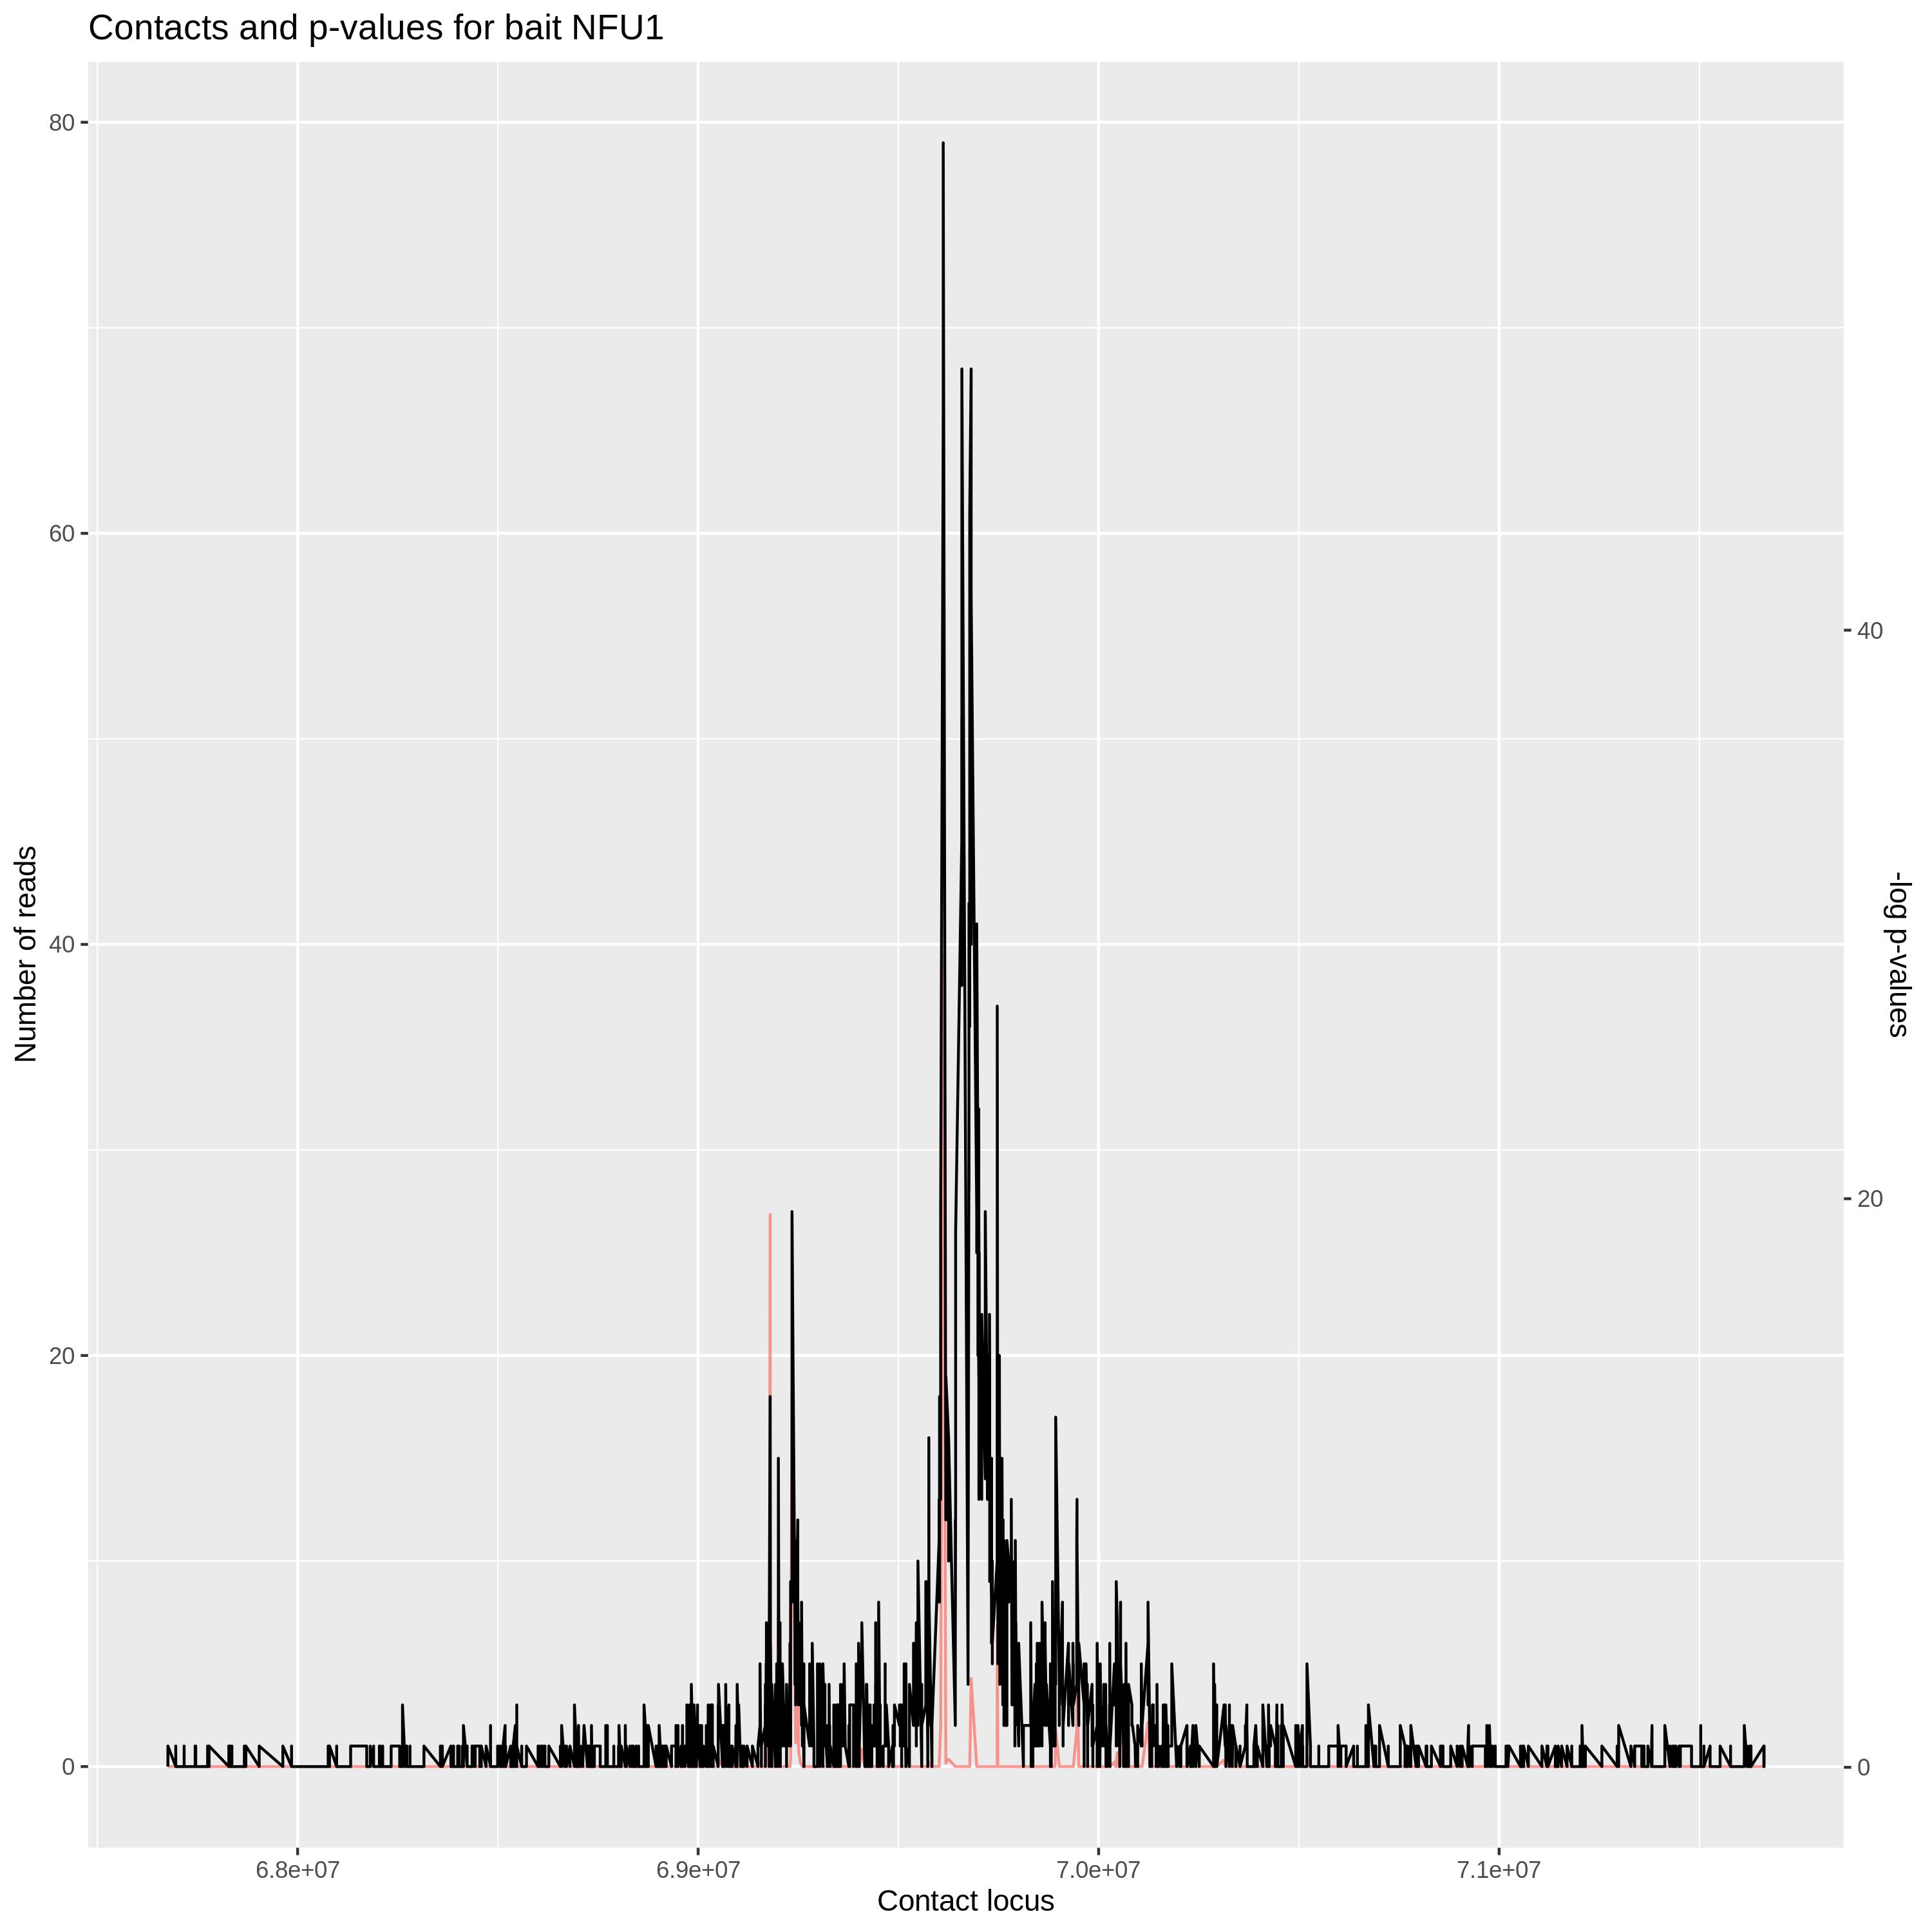 Contacts and p-values for bait NFU1
80
60
40
20
0
Number of reads
40
20
0
-log p-values
6.8e+07
6.9e+07
7.0e+07
7.1e+07
Contact locus